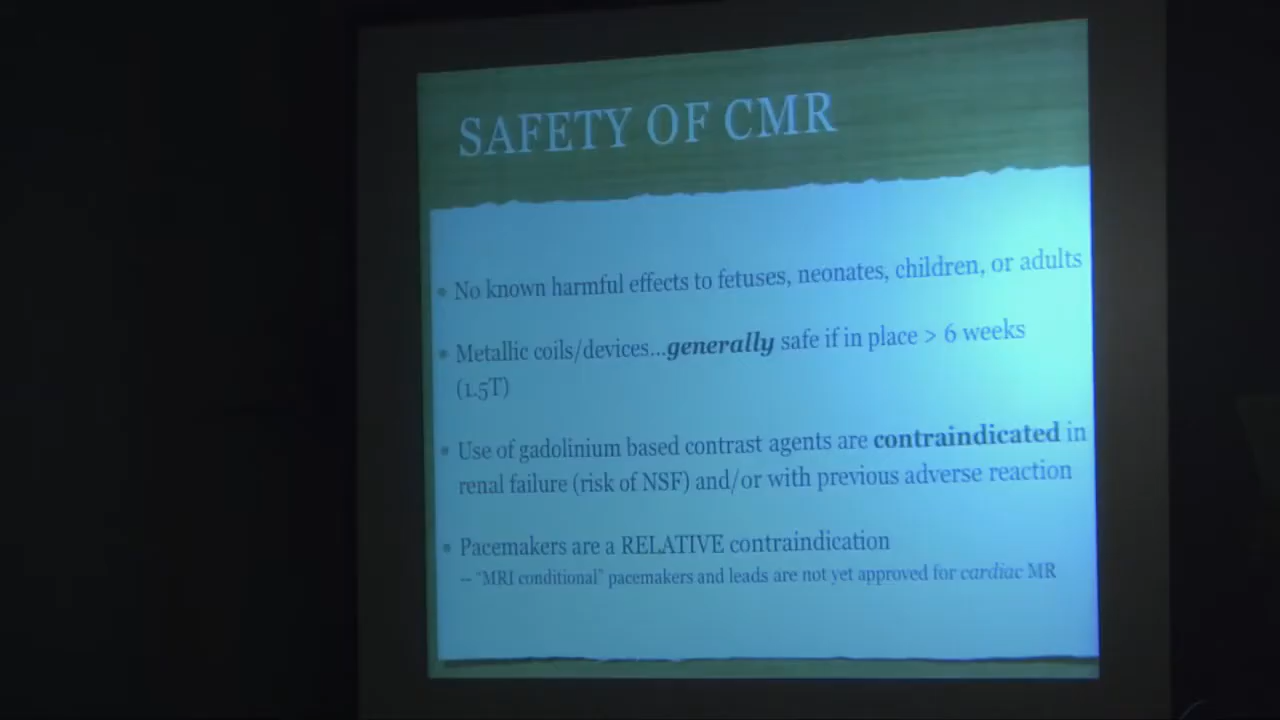 SAFETY OF CMR
• No known harmful effects to fetuses, neonates, children, or adults
• Metallic coils/devices...generally safe if in place > 6 weeks
(1.5T)
• Use of gadolinium based contrast agents are contraindicated in
renal failure (risk of NSF) and/or with previous adverse reaction
• Pacemakers are a RELATIVE contraindication
– “MRI conditional” pacemakers and leads are not yet approved for cardiac MR